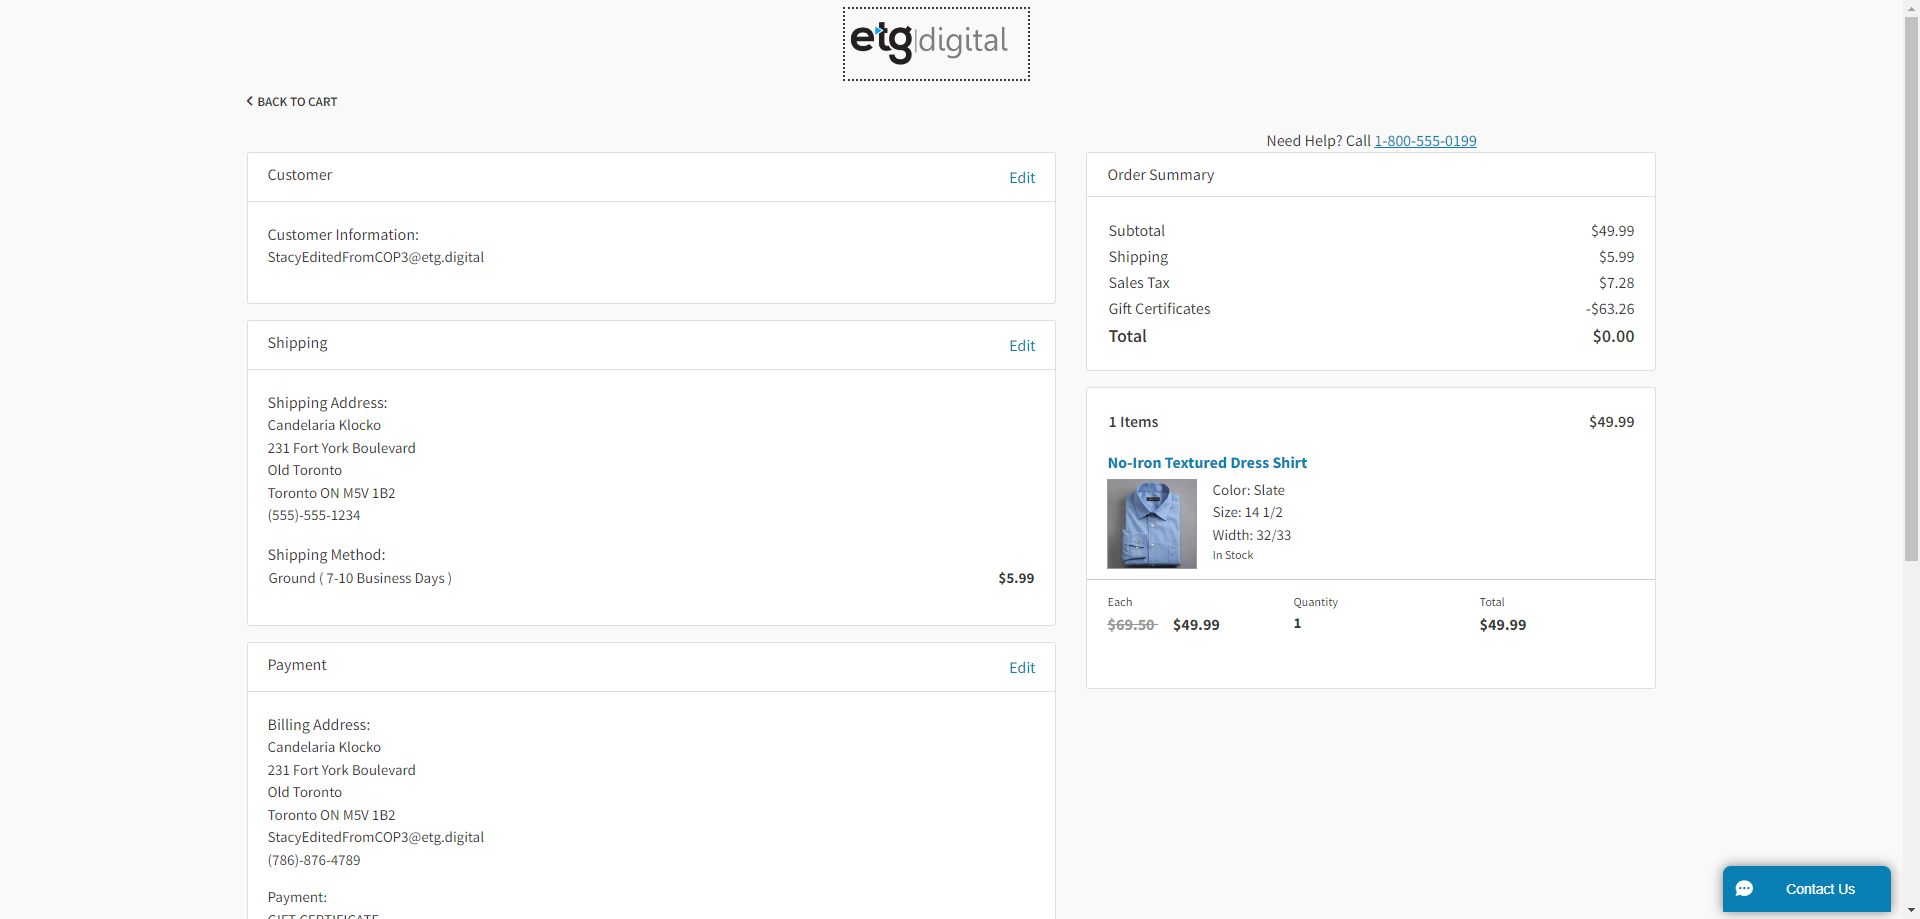 etg|digital
BACK TO CART
Need Help? Call 1-800-555-0199
Customer
Edit
Customer Information:
StacyEditedFromCOP3@etg.digital
Shipping
Edit
Shipping Address:
Candelaria Klocko
231 Fort York Boulevard
Old Toronto
Toronto ON M5V 1B2
(555)-555-1234
Shipping Method:
Ground ( 7-10 Business Days ) $5.99
Payment
Edit
Billing Address:
Candelaria Klocko
231 Fort York Boulevard
Old Toronto
Toronto ON M5V 1B2
StacyEditedFromCOP3@etg.digital
(786)-876-4789
Payment:
GIFT CERTIFICATE
Order Summary
Subtotal $49.99
Shipping $5.99
Sales Tax $7.28
Gift Certificates -$63.26
Total $0.00
1 Items $49.99
No-Iron Textured Dress Shirt
Color: Slate
Size: 14 1/2
Width: 32/33
In Stock
Each Quantity Total
$69.50 $49.99 1 $49.99
Contact Us